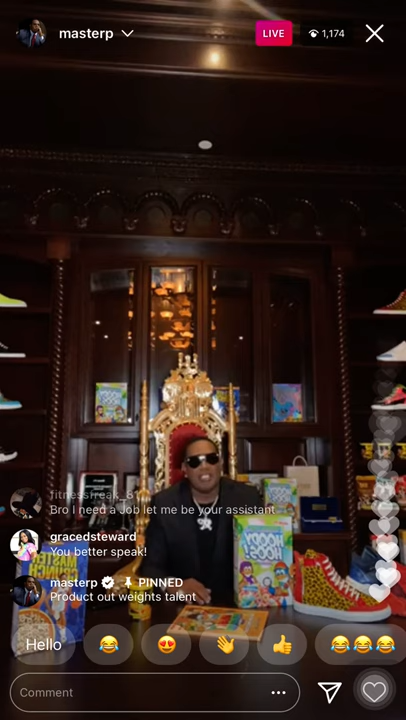 masterp
LIVE
1,174
fitnessfreak_8
Bro I need a Job let me be your assistant
gracedsteward
You better speak!
masterp PINNED
Product out weights talent
Hello
Comment